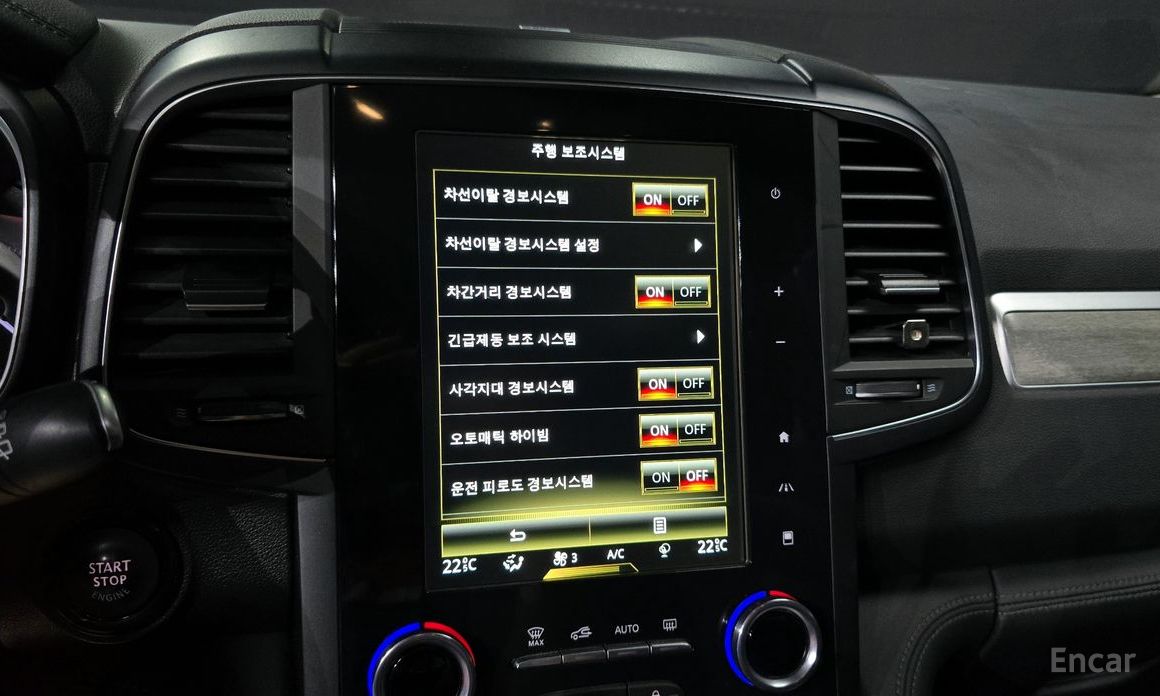 주행 보조시스템
차선이탈 경보시스템 ON OFF
차선이탈 경보시스템 설정
차간거리 경보시스템 ON OFF
긴급제동 보조 시스템
사각지대 경보시스템 ON OFF
오토매틱 하이빔 ON OFF
운전 피로도 경보시스템 ON OFF
22.0°C 3 A/C 22.0°C
START
STOP
ENGINE
MAX AUTO
Encar